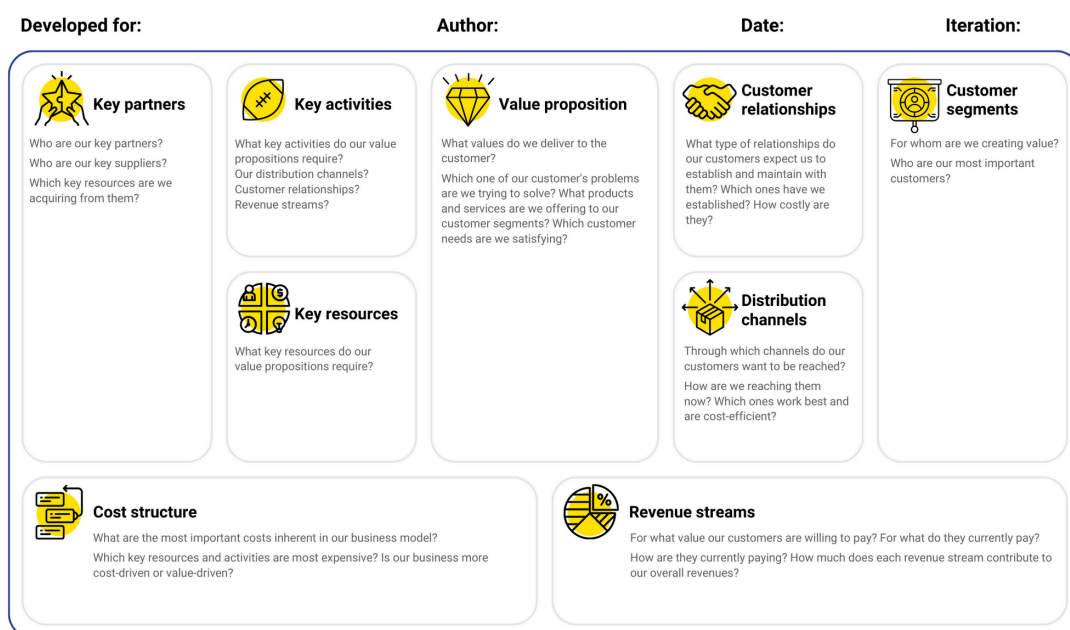 Developed for:
Author:
Date:
Iteration:
Key partners
Who are our key partners?
Who are our key suppliers?
Which key resources are we
acquiring from them?
Key activities
What key activities do our value
propositions require?
Our distribution channels?
Customer relationships?
Revenue streams?
Key resources
What key resources do our
value propositions require?
Value proposition
What values do we deliver to the
customer?
Which one of our customer's problems
are we trying to solve? What products
and services are we offering to our
customer segments? Which customer
needs are we satisfying?
Customer
relationships
What type of relationships do
our customers expect us to
establish and maintain with
them? Which ones have we
established? How costly are
they?
Distribution
channels
Through which channels do our
customers want to be reached?
How are we reaching them
now? Which ones work best and
are cost-efficient?
Customer
segments
For whom are we creating value?
Who are our most important
customers?
Cost structure
What are the most important costs inherent in our business model?
Which key resources and activities are most expensive? Is our business more
cost-driven or value-driven?
%
Revenue streams
For what value our customers are willing to pay? For what do they currently pay?
How are they currently paying? How much does each revenue stream contribute to
our overall revenues?